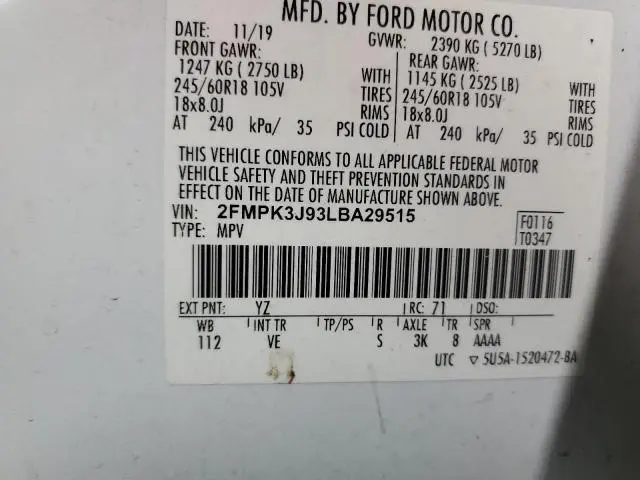 MFD. BY FORD MOTOR CO.
DATE: 11/19
GVWR: 2390 KG ( 5270 LB)
FRONT GAWR:
REAR GAWR:
1247 KG ( 2750 LB) WITH
1145 KG ( 2525 LB) WITH
245/60R18 105V TIRES
245/60R18 105V TIRES
18x8.0J RIMS
18x8.0J RIMS
AT 240 kPa/ 35 PSI COLD
AT 240 kPa/ 35 PSI COLD
THIS VEHICLE CONFORMS TO ALL APPLICABLE FEDERAL MOTOR
VEHICLE SAFETY AND THEFT PREVENTION STANDARDS IN
EFFECT ON THE DATE OF MANUFACTURE SHOWN ABOVE.
VIN: 2FMPK3J93LBA29515
TYPE: MPV
F0116
T0347
EXT PNT: YZ RC: 71 DSO:
WB INT TR TP/PS R AXLE TR SPR
112 VE S 3K 8 AAAA
UTC ▽ 5U5A-1520472-BA